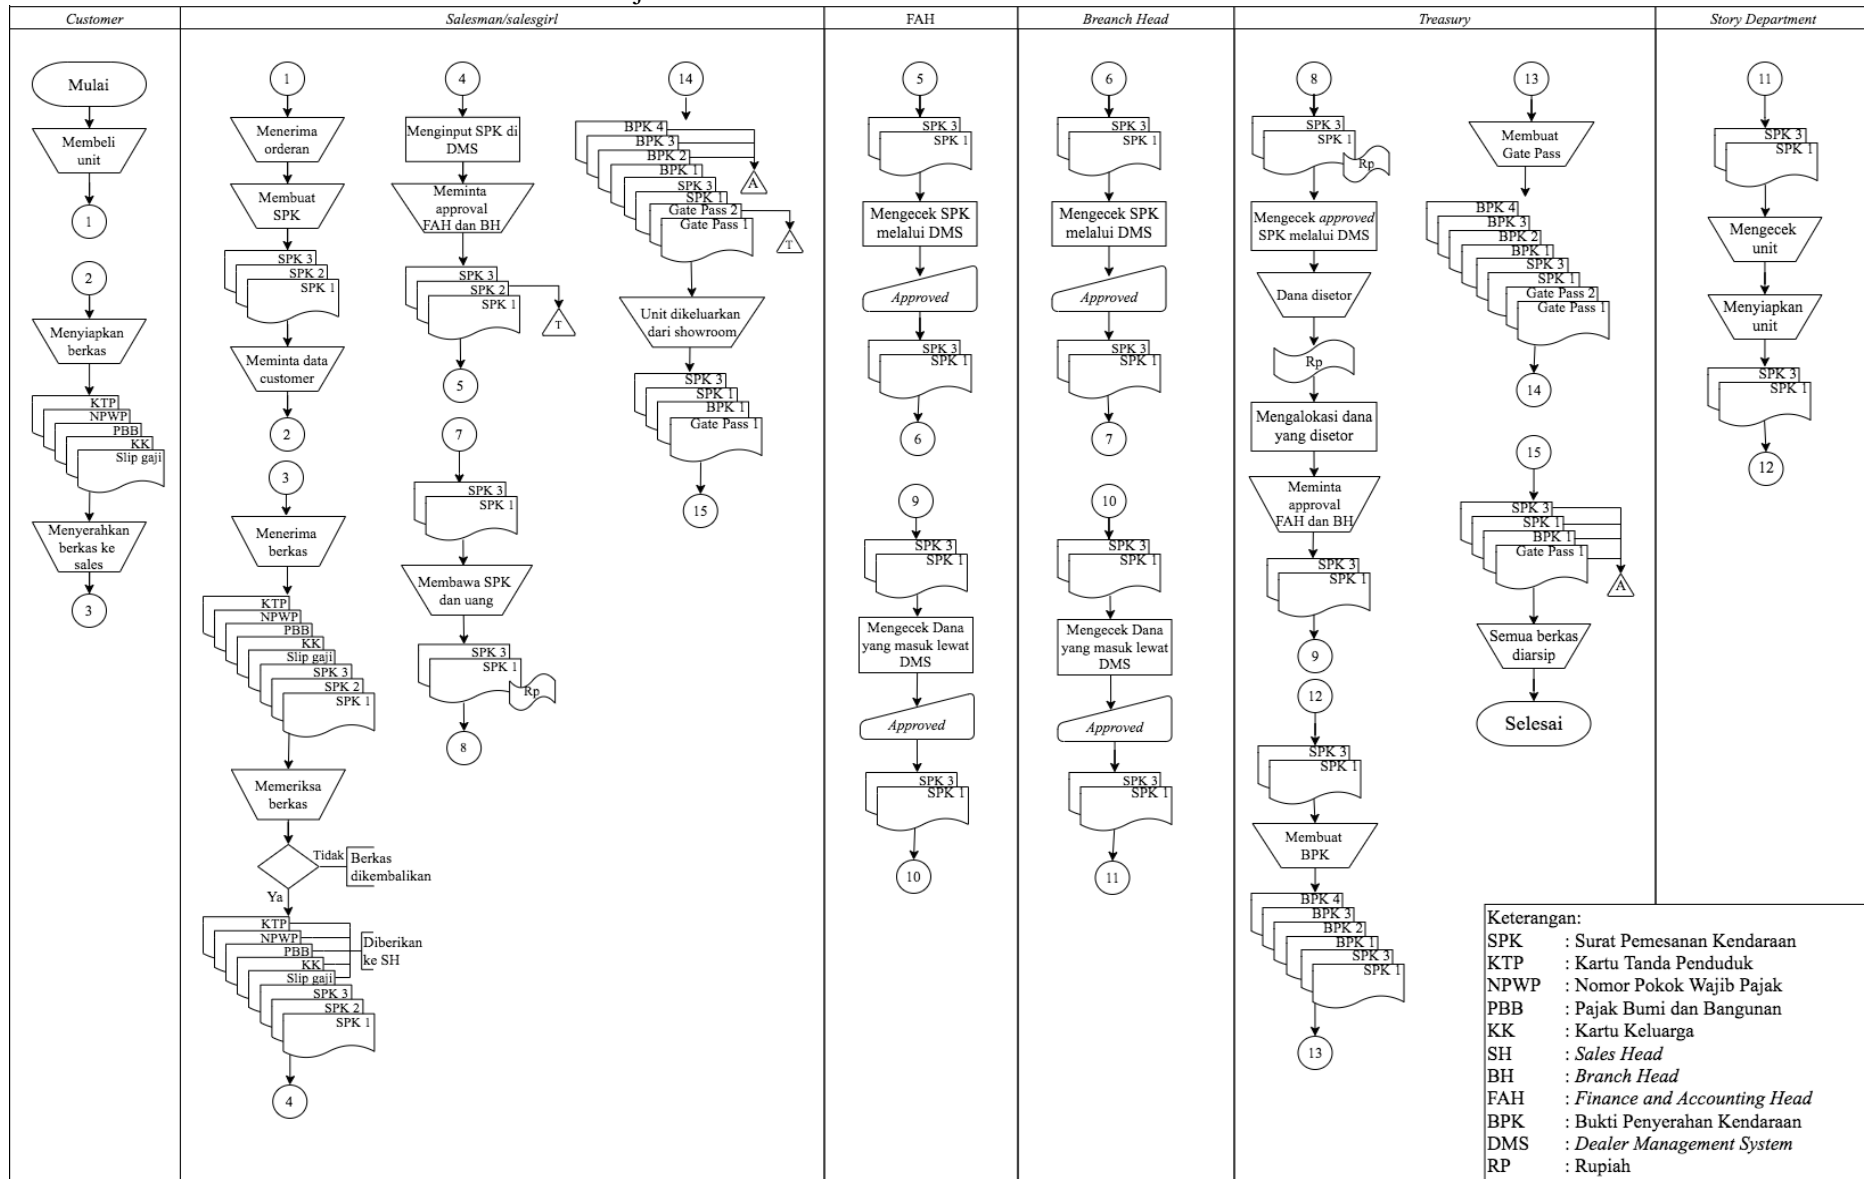 Customer
Salesman/salesgirl
FAH
Breanch Head
Treasury
Story Department
Mulai
Membeli
unit
1
2
Menyiapkan
berkas
KTP
NPWP
PBB
KK
Slip gaji
Menyerahkan
berkas ke
sales
3
1
Menerima
orderan
Membuat
SPK
SPK 3
SPK 2
SPK 1
Meminta data
customer
2
3
Menerima
berkas
KTP
NPWP
PBB
KK
Slip gaji
SPK 3
SPK 2
SPK 1
Memeriksa
berkas
Tidak
Berkas
dikembalikan
Ya
KTP
NPWP
PBB
KK
Slip gaji
SPK 3
SPK 2
SPK 1
Diberikan
ke SH
4
4
Menginput SPK di
DMS
Meminta
approval
FAH dan BH
SPK 3
SPK 2
SPK 1
T
5
7
SPK 3
SPK 1
Membawa SPK
dan uang
SPK 3
SPK 1
Rp
8
14
BPK 4
BPK 3
BPK 2
BPK 1
SPK 3
SPK 1
Gate Pass 2
Gate Pass 1
A
T
Unit dikeluarkan
dari showroom
SPK 3
SPK 1
BPK 1
Gate Pass 1
15
5
SPK 3
SPK 1
Mengecek SPK
melalui DMS
Approved
SPK 3
SPK 1
6
9
SPK 3
SPK 1
Mengecek Dana
yang masuk lewat
DMS
Approved
SPK 3
SPK 1
10
6
SPK 3
SPK 1
Mengecek SPK
melalui DMS
Approved
SPK 3
SPK 1
7
10
SPK 3
SPK 1
Mengecek Dana
yang masuk lewat
DMS
Approved
SPK 3
SPK 1
11
8
SPK 3
SPK 1
Rp
Mengecek approved
SPK melalui DMS
Dana disetor
Rp
Mengalokasi dana
yang disetor
Meminta
approval
FAH dan BH
SPK 3
SPK 1
9
12
SPK 3
SPK 1
Membuat
BPK
BPK 4
BPK 3
BPK 2
BPK 1
SPK 3
SPK 1
13
13
Membuat
Gate Pass
BPK 4
BPK 3
BPK 2
BPK 1
SPK 3
SPK 1
Gate Pass 2
Gate Pass 1
14
15
SPK 3
SPK 1
BPK 1
Gate Pass 1
A
Semua berkas
diarsip
Selesai
11
SPK 3
SPK 1
Mengecek
unit
Menyiapkan
unit
SPK 3
SPK 1
12
Keterangan:
SPK : Surat Pemesanan Kendaraan
KTP : Kartu Tanda Penduduk
NPWP : Nomor Pokok Wajib Pajak
PBB : Pajak Bumi dan Bangunan
KK : Kartu Keluarga
SH : Sales Head
BH : Branch Head
FAH : Finance and Accounting Head
BPK : Bukti Penyerahan Kendaraan
DMS : Dealer Management System
RP : Rupiah